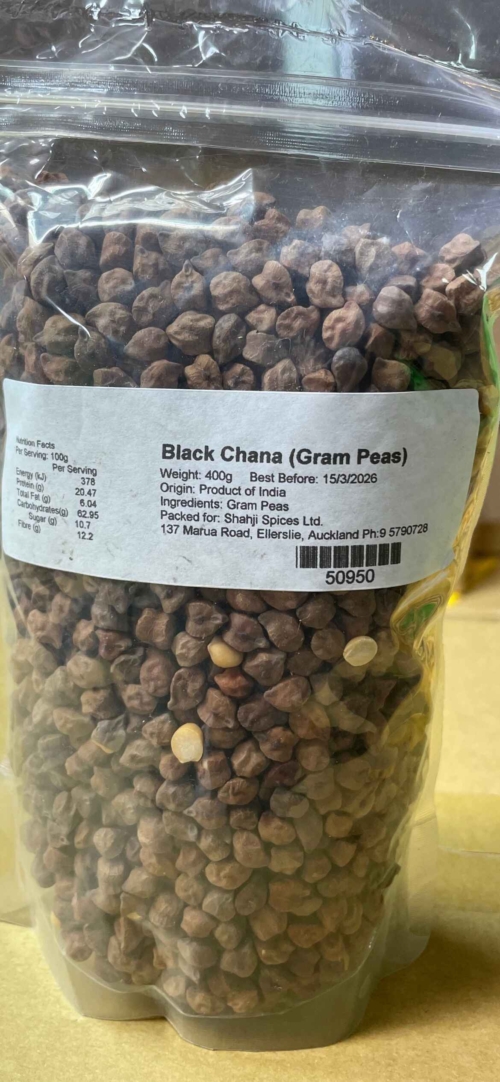 Nutrition Facts
Per Serving: 100g
Per Serving
Energy (kJ) 378
Protein (g) 20.47
Total Fat (g) 6.04
Carbohydrates(g) 62.95
Sugar (g) 10.7
Fibre (g) 12.2
Black Chana (Gram Peas)
Weight: 400g Best Before: 15/3/2026
Origin: Product of India
Ingredients: Gram Peas
Packed for: Shahji Spices Ltd.
137 Marua Road, Ellerslie, Auckland Ph:9 5790728
50950